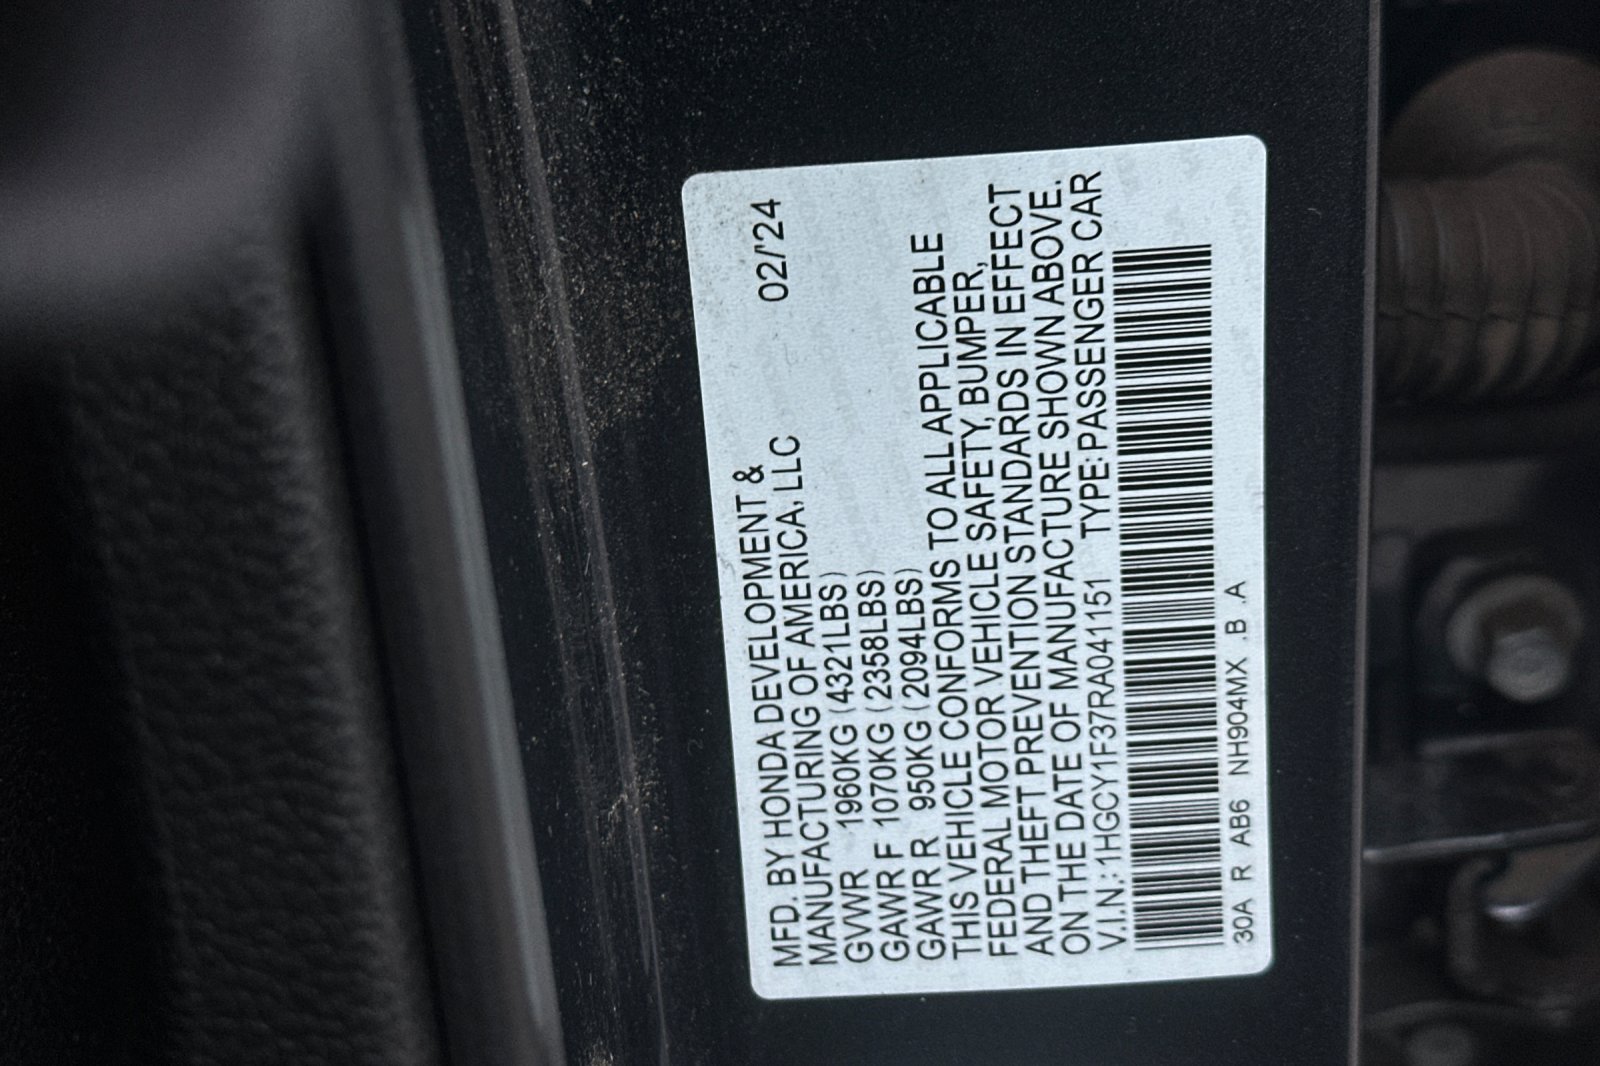 MFD. BY HONDA DEVELOPMENT &
MANUFACTURING OF AMERICA, LLC 02/'24
GVWR 1960KG (4321LBS)
GAWR F 1070KG (2358LBS)
GAWR R 950KG (2094LBS)
THIS VEHICLE CONFORMS TO ALL APPLICABLE
FEDERAL MOTOR VEHICLE SAFETY, BUMPER,
AND THEFT PREVENTION STANDARDS IN EFFECT
ON THE DATE OF MANUFACTURE SHOWN ABOVE.
V.I.N.: 1HGCY1F37RA041151 TYPE: PASSENGER CAR
30A R AB6 NH904MX .B .A